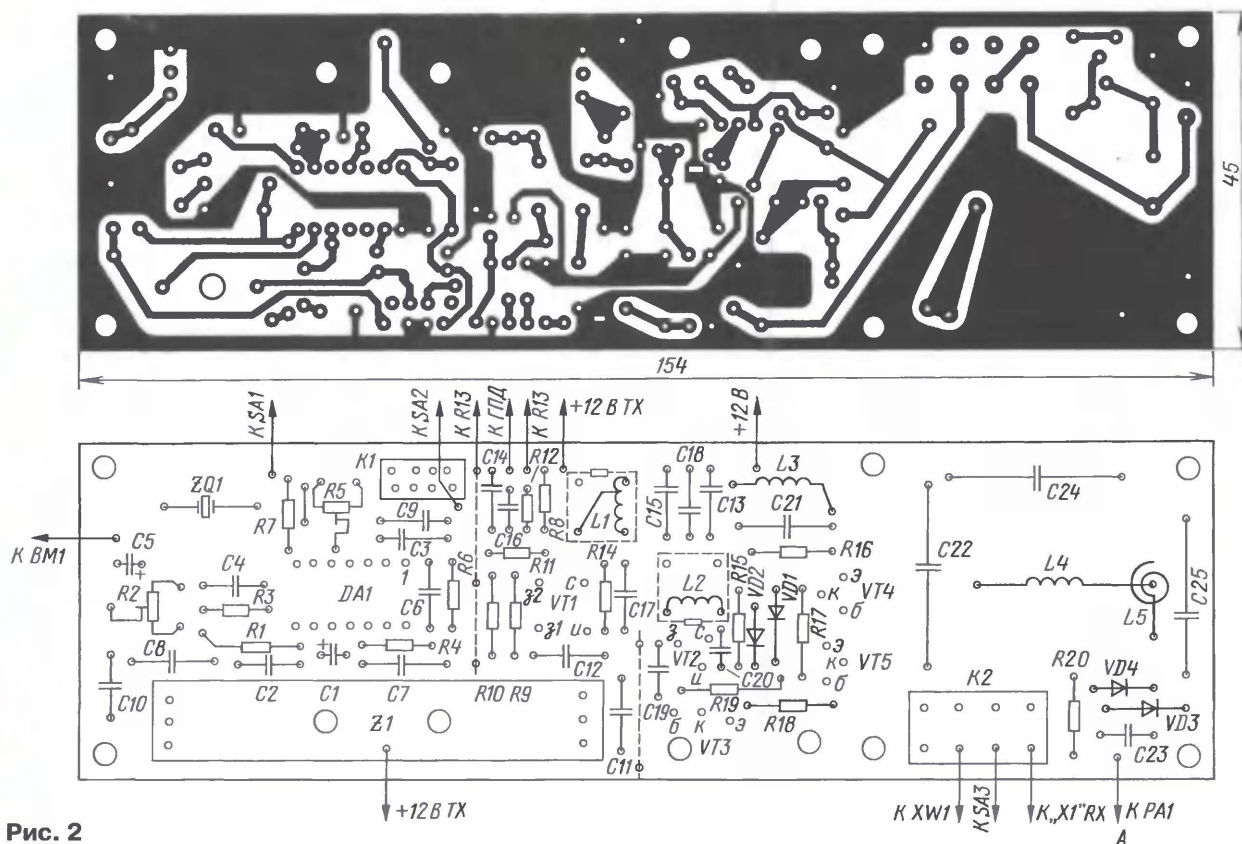 45
154
К SA1
К SA2
К R13
К ГПД
К R13
+12 В TX
+12 В
ZQ1
R7
R5
K1
C9
C3
C14
R12
C16
R8
R11
L1
C15
C18
C13
L3
C21
R16
C24
C22
L4
L5
C25
К BM1
C5
+
R2
C4
R3
DA1
1
C6
R6
з2
VT1
с
з1
и
R14
C17
L2
R15
VD2
VD1
R17
э
к
VT4
б
C8
R1
C2
C1
+
R4
C7
C12
з
с
VT2
и
C20
э
к
VT5
б
C10
Z1
R10
R9
C11
C19
R19
б
к
э
VT3
R18
K2
R20
VD4
VD3
C23
+12 В TX
К XW1
К SA3
К „X1" RX
К PA1
А
Рис. 2